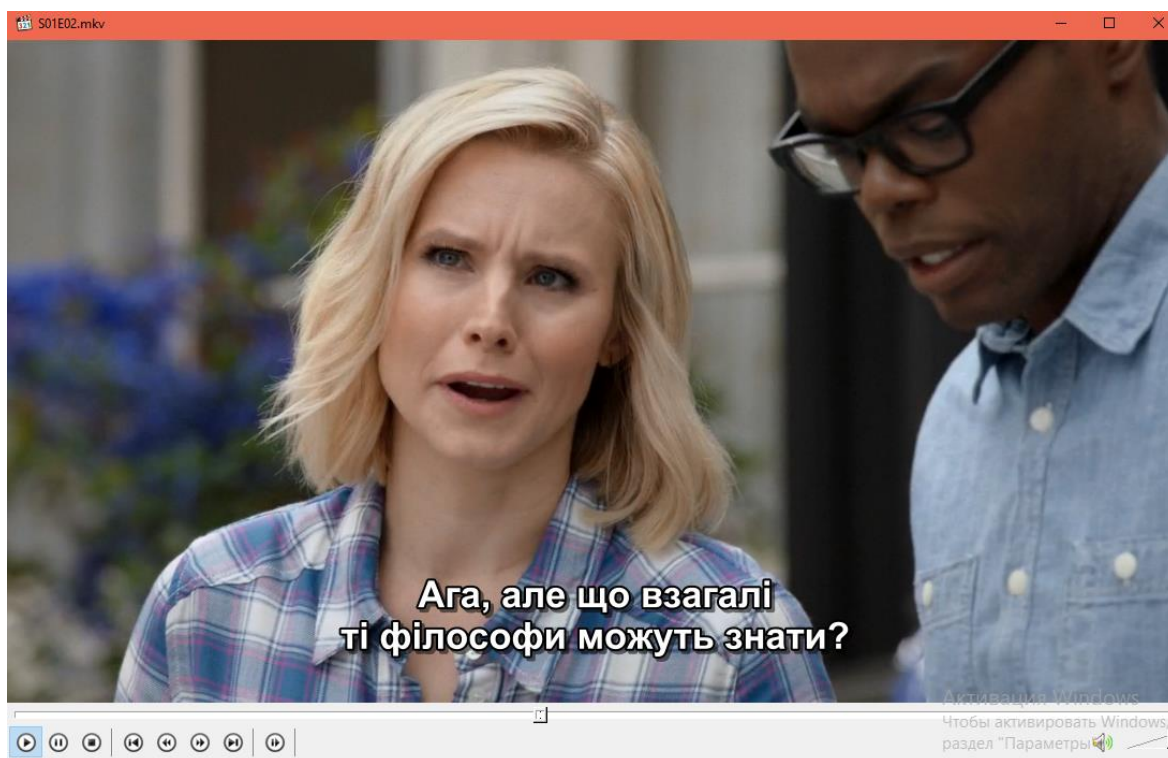 S01E02.mkv
Ага, але що взагалі
ті філософи можуть знати?
Активация Windows
Чтобы активировать Windows,
раздел "Параметры